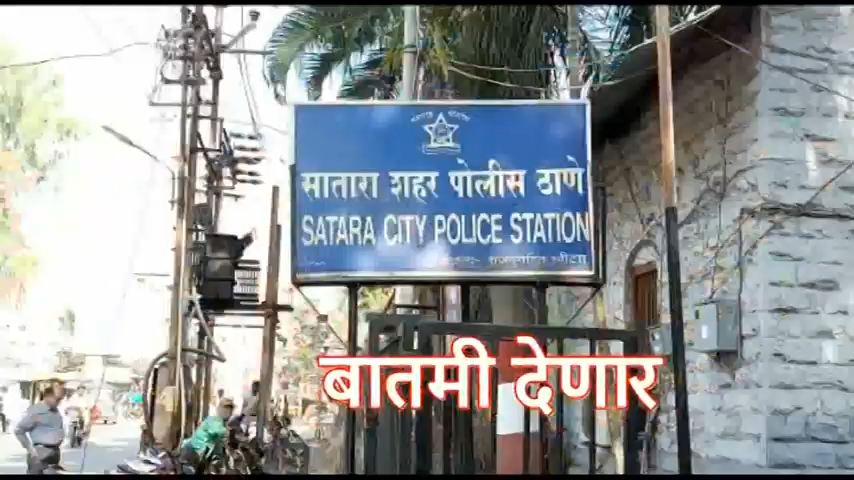 सातारा शहर पोलीस ठाणे
SATARA CITY POLICE STATION
बातमी देणार